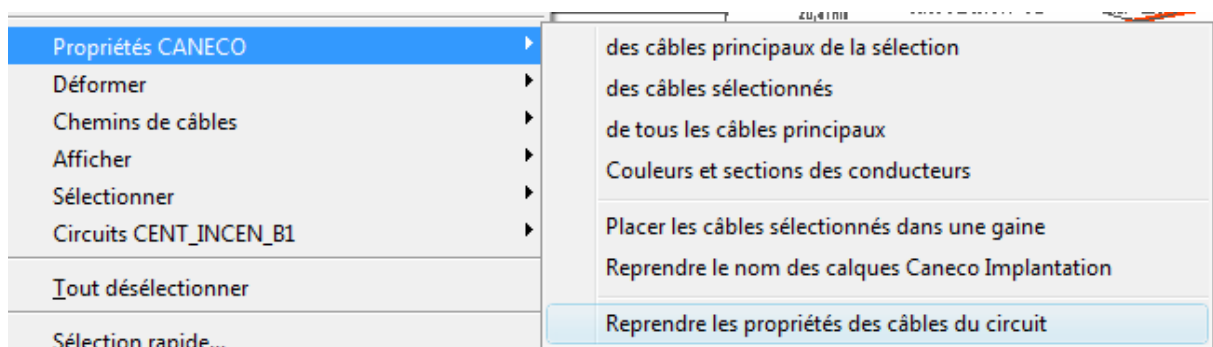 Propriétés CANECO
Déformer
Chemins de câbles
Afficher
Sélectionner
Circuits CENT_INCEN_B1
Tout désélectionner
Sélection rapide...
des câbles principaux de la sélection
des câbles sélectionnés
de tous les câbles principaux
Couleurs et sections des conducteurs
Placer les câbles sélectionnés dans une gaine
Reprendre le nom des calques Caneco Implantation
Reprendre les propriétés des câbles du circuit